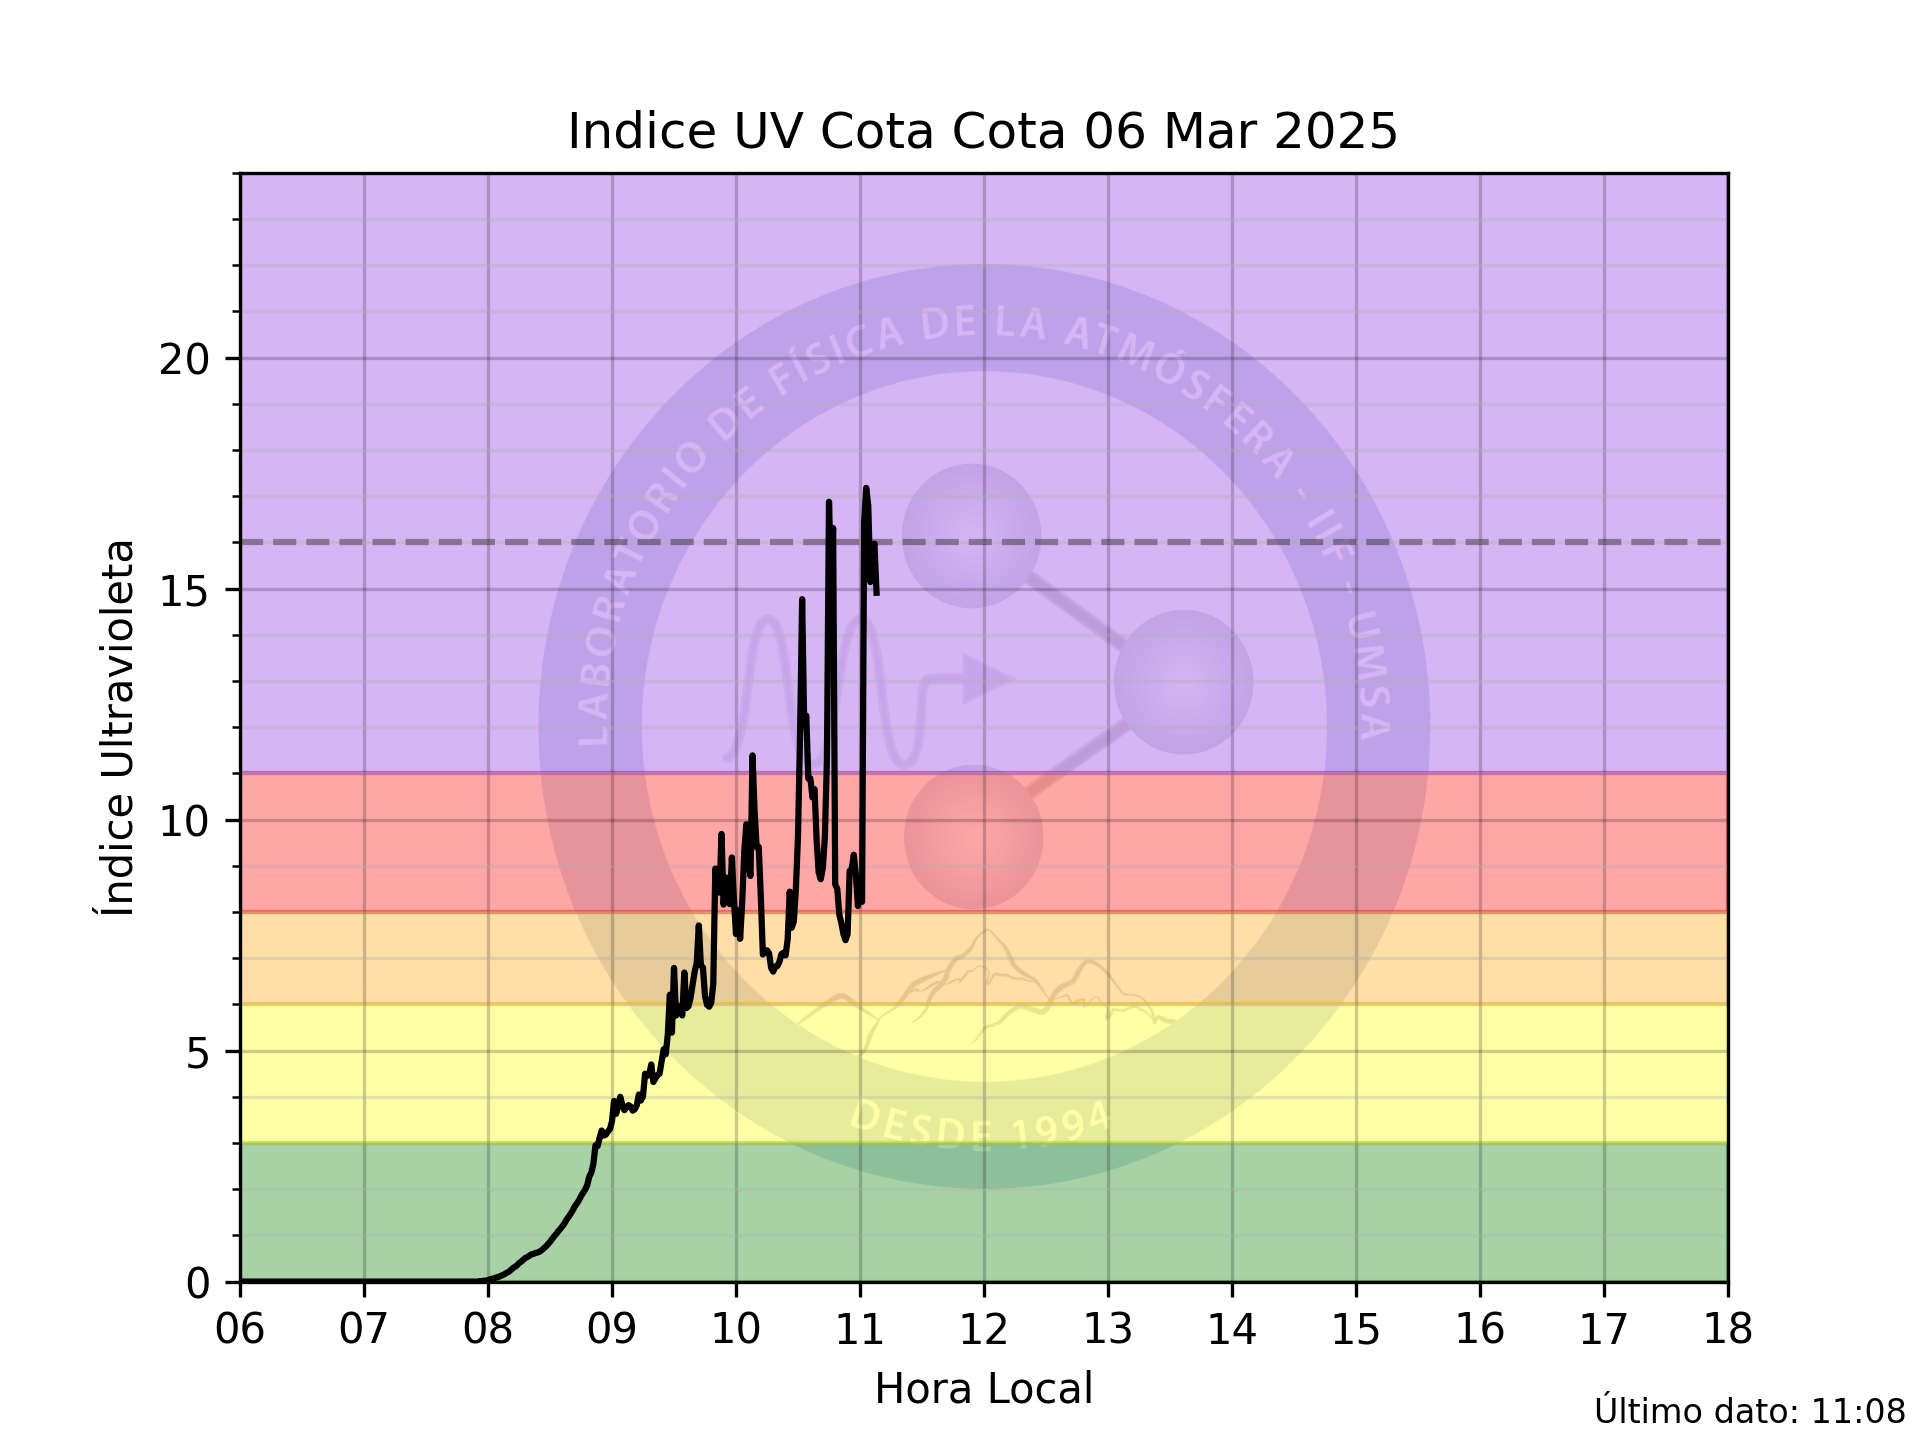 Indice UV Cota Cota 06 Mar 2025
Índice Ultravioleta
20
15
10
5
0
LABORATORIO DE FÍSICA DE LA ATMÓSFERA - IIF - UMSA
DESDE 1994
06 07 08 09 10 11 12 13 14 15 16 17 18
Hora Local
Último dato: 11:08